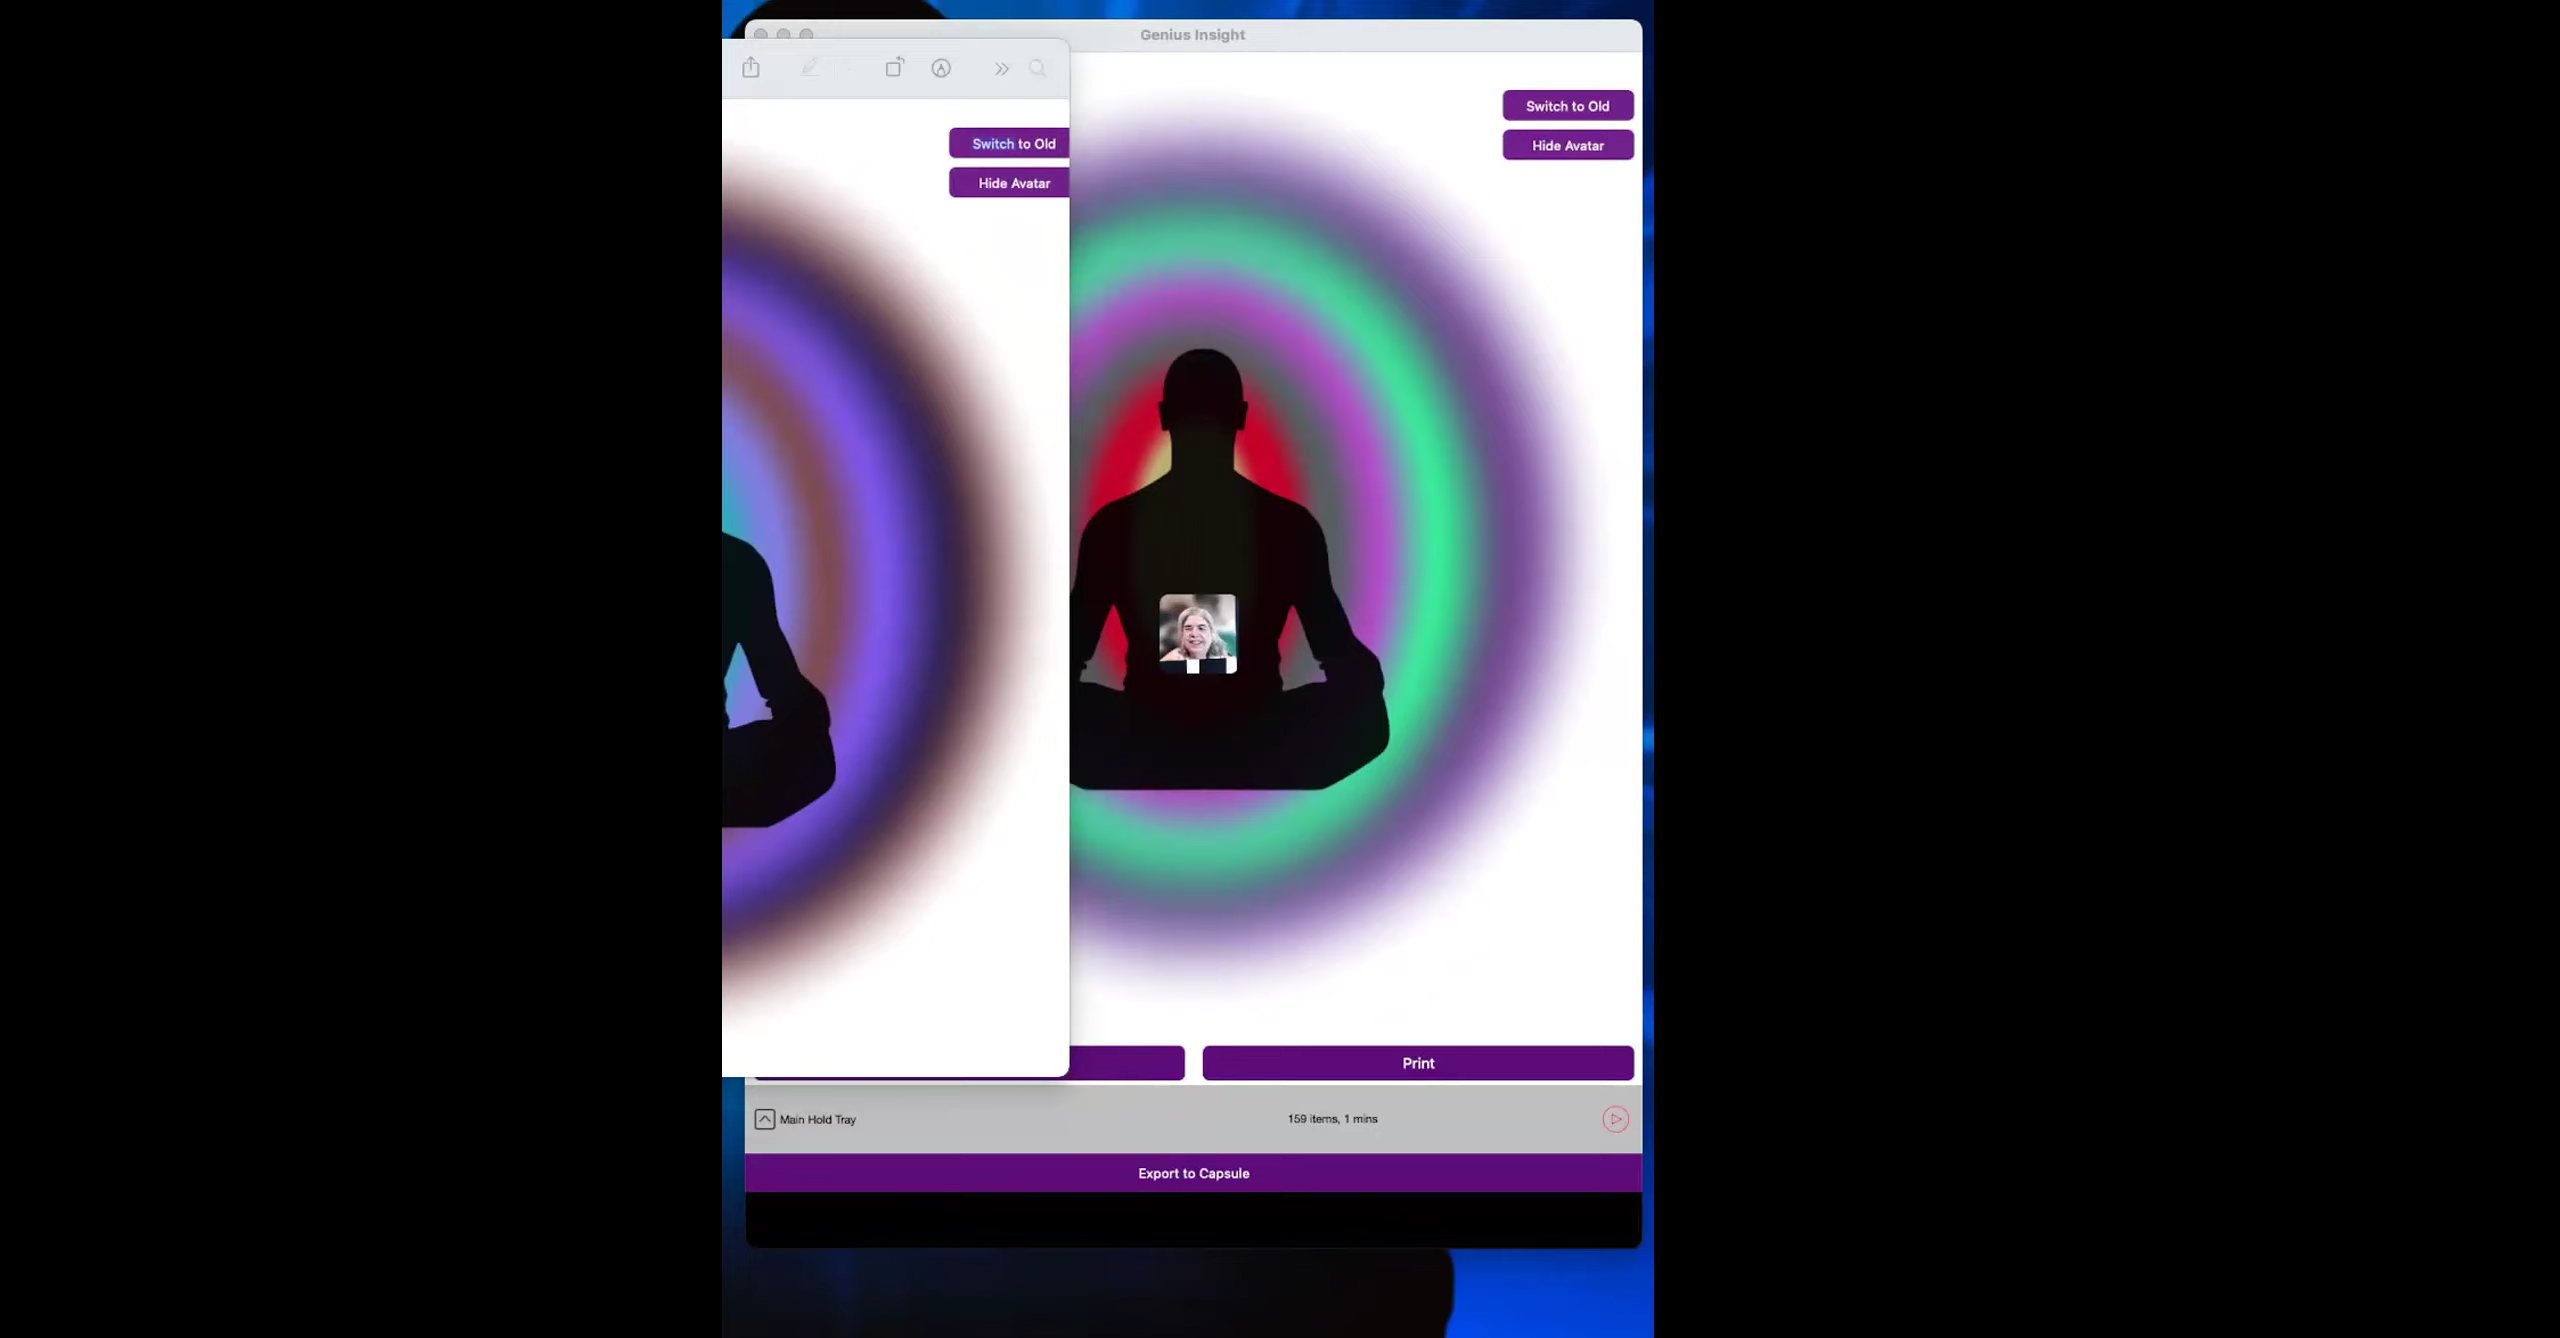 Genius Insight
Switch to Old
Hide Avatar
Switch to Old
Hide Avatar
Print
Main Hold Tray
159 items, 1 mins
Export to Capsule